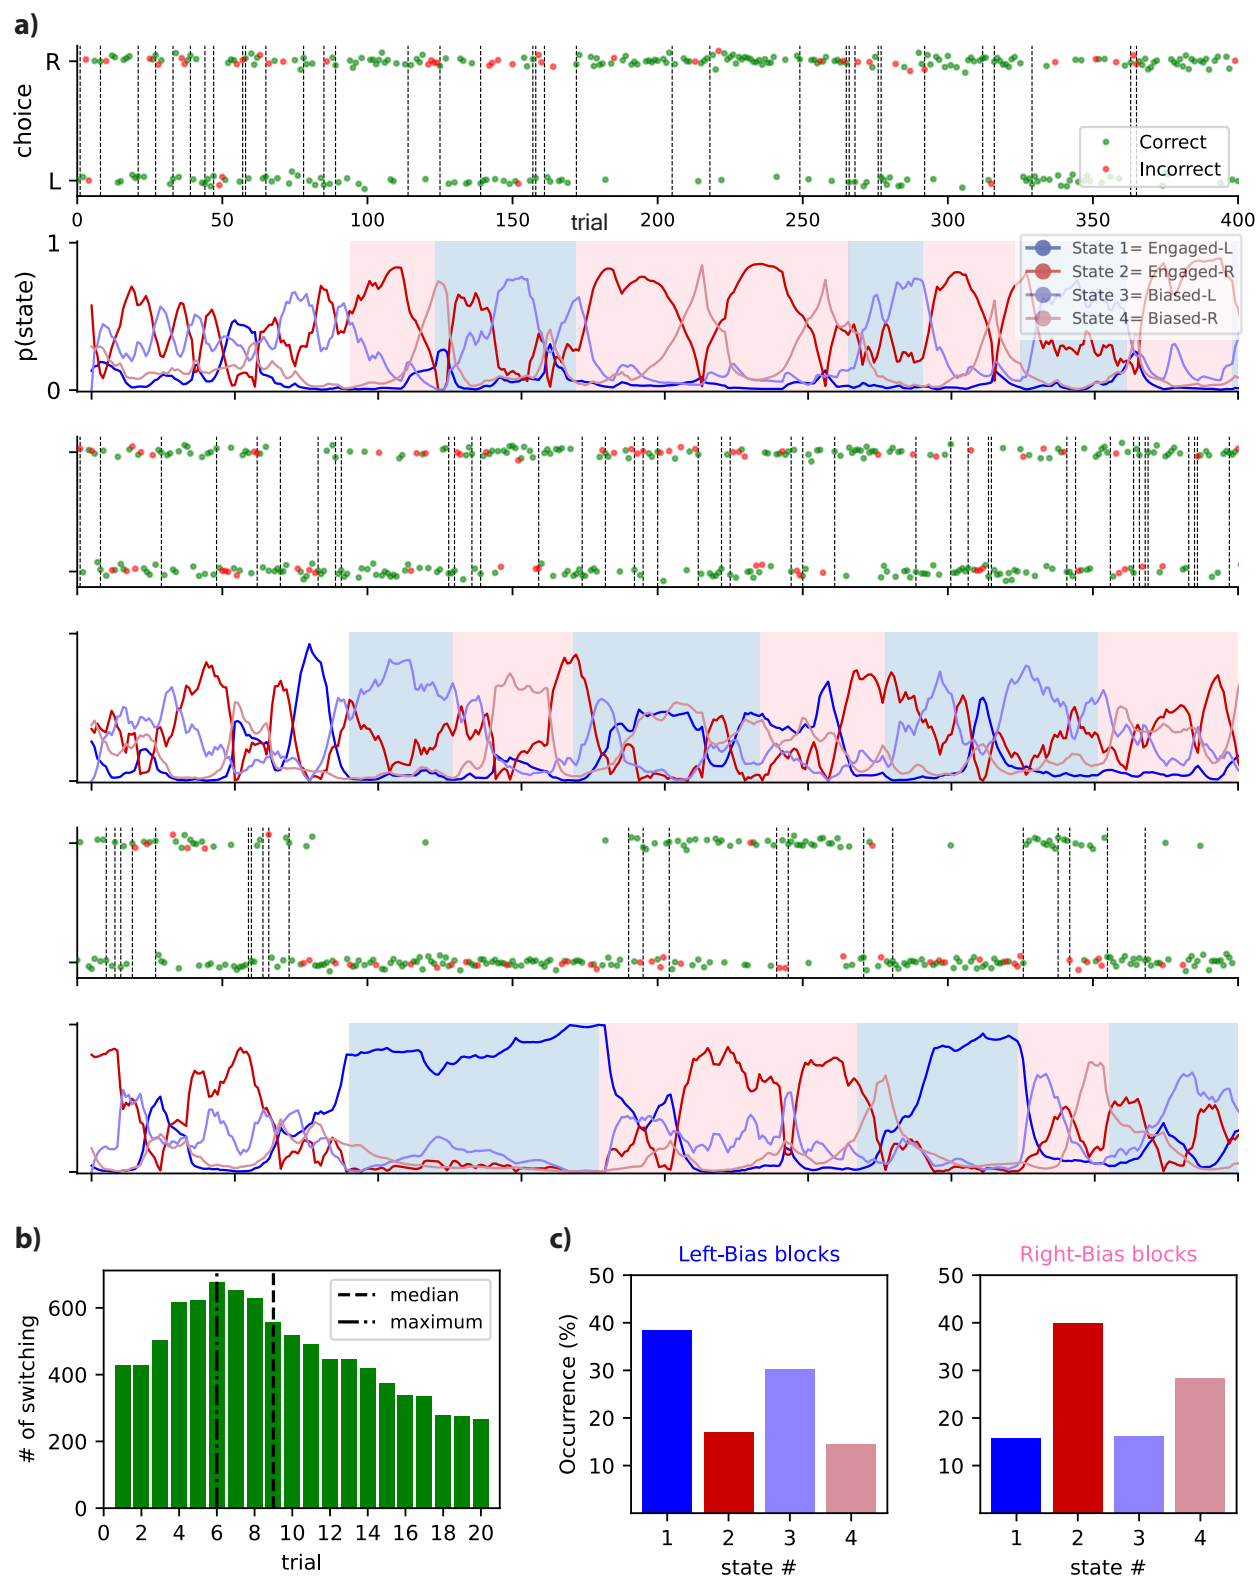 a)
R
choice
L
Correct
Incorrect
0 50 100 150 200 250 300 350 400
trial
1
p(state)
0
State 1= Engaged-L
State 2= Engaged-R
State 3= Biased-L
State 4= Biased-R
b)
# of switching
600
400
200
0
median
maximum
0 2 4 6 8 10 12 14 16 18 20
trial
c)
Left-Bias blocks
Occurrence (%)
50
40
30
20
10
1 2 3 4
state #
Right-Bias blocks
50
40
30
20
10
1 2 3 4
state #